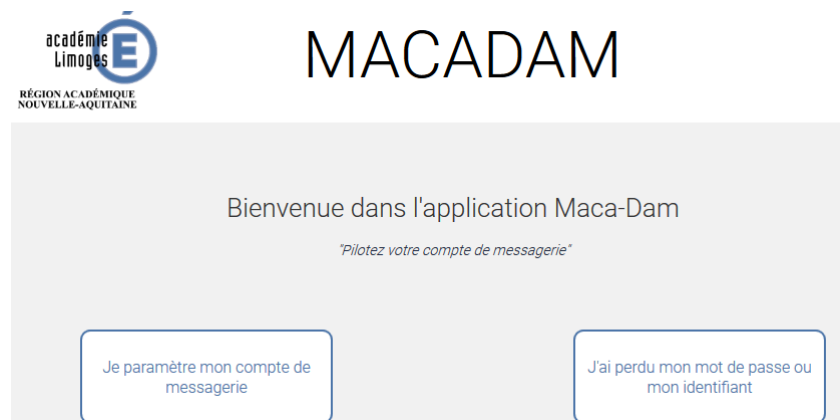 académie
Limoges
É
RÉGION ACADÉMIQUE
NOUVELLE-AQUITAINE
MACADAM
Bienvenue dans l'application Maca-Dam
"Pilotez votre compte de messagerie"
Je paramètre mon compte de
messagerie
J'ai perdu mon mot de passe ou
mon identifiant